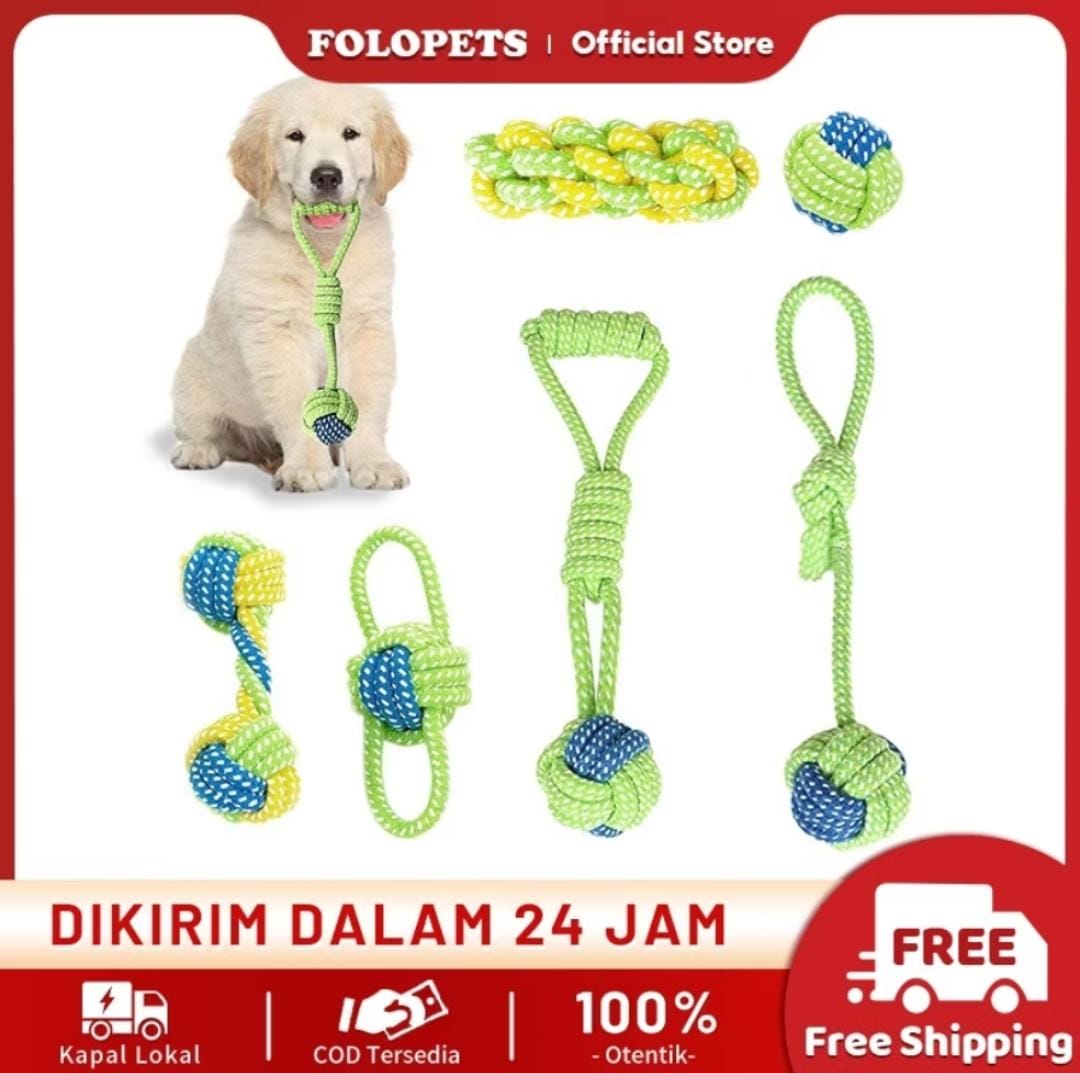 FOLOPETS | Official Store
DIKIRIM DALAM 24 JAM
FREE
Kapal Lokal
COD Tersedia
100%
- Otentik-
Free Shipping